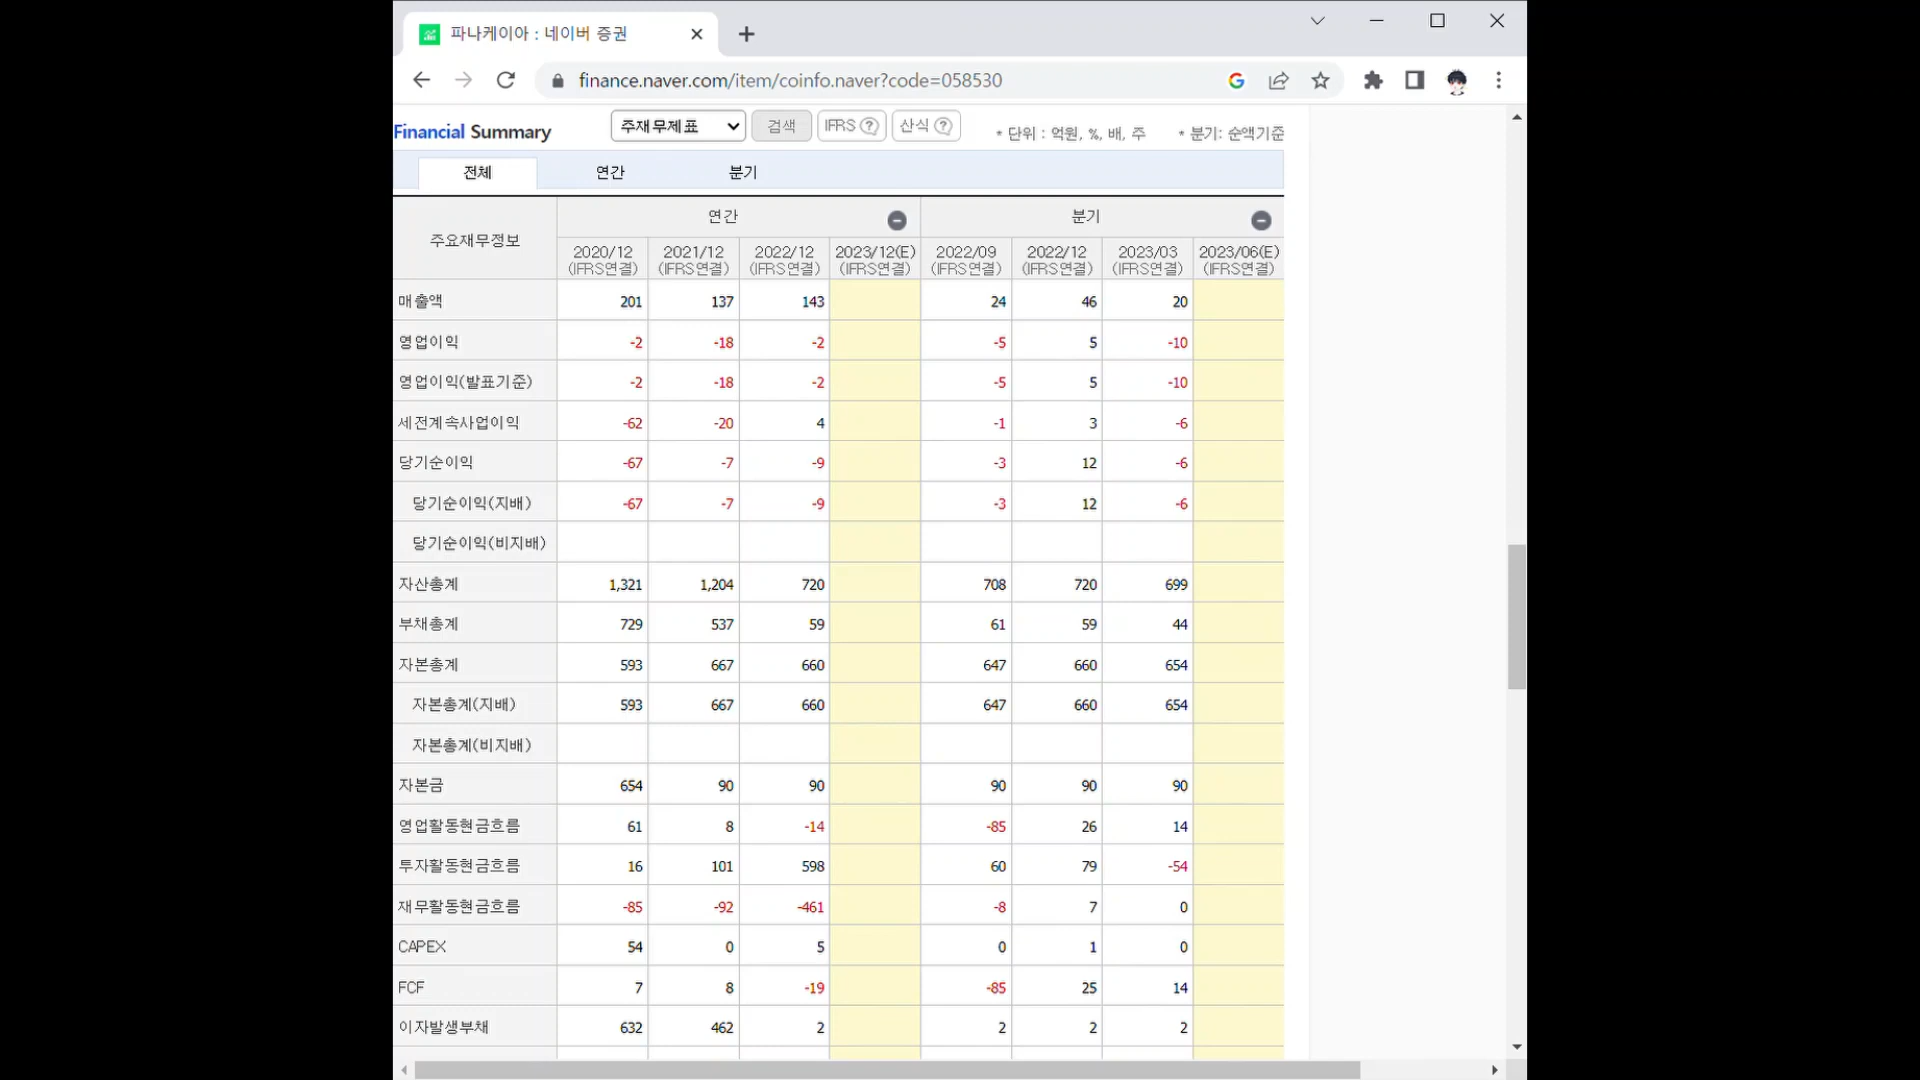 파나케이아 : 네이버 증권
finance.naver.com/item/coinfo.naver?code=058530
Financial Summary 주재무제표 검색 IFRS ? 산식 ? * 단위 : 억원, %, 배, 주 * 분기: 순액기준
전체 연간 분기
주요재무정보 연간 분기
2020/12 2021/12 2022/12 2023/12(E) 2022/09 2022/12 2023/03 2023/06(E)
(IFRS연결) (IFRS연결) (IFRS연결) (IFRS연결) (IFRS연결) (IFRS연결) (IFRS연결) (IFRS연결)
매출액 201 137 143 24 46 20
영업이익 -2 -18 -2 -5 5 -10
영업이익(발표기준) -2 -18 -2 -5 5 -10
세전계속사업이익 -62 -20 4 -1 3 -6
당기순이익 -67 -7 -9 -3 12 -6
당기순이익(지배) -67 -7 -9 -3 12 -6
당기순이익(비지배)
자산총계 1,321 1,204 720 708 720 699
부채총계 729 537 59 61 59 44
자본총계 593 667 660 647 660 654
자본총계(지배) 593 667 660 647 660 654
자본총계(비지배)
자본금 654 90 90 90 90 90
영업활동현금흐름 61 8 -14 -85 26 14
투자활동현금흐름 16 101 598 60 79 -54
재무활동현금흐름 -85 -92 -461 -8 7 0
CAPEX 54 0 5 0 1 0
FCF 7 8 -19 -85 25 14
이자발생부채 632 462 2 2 2 2